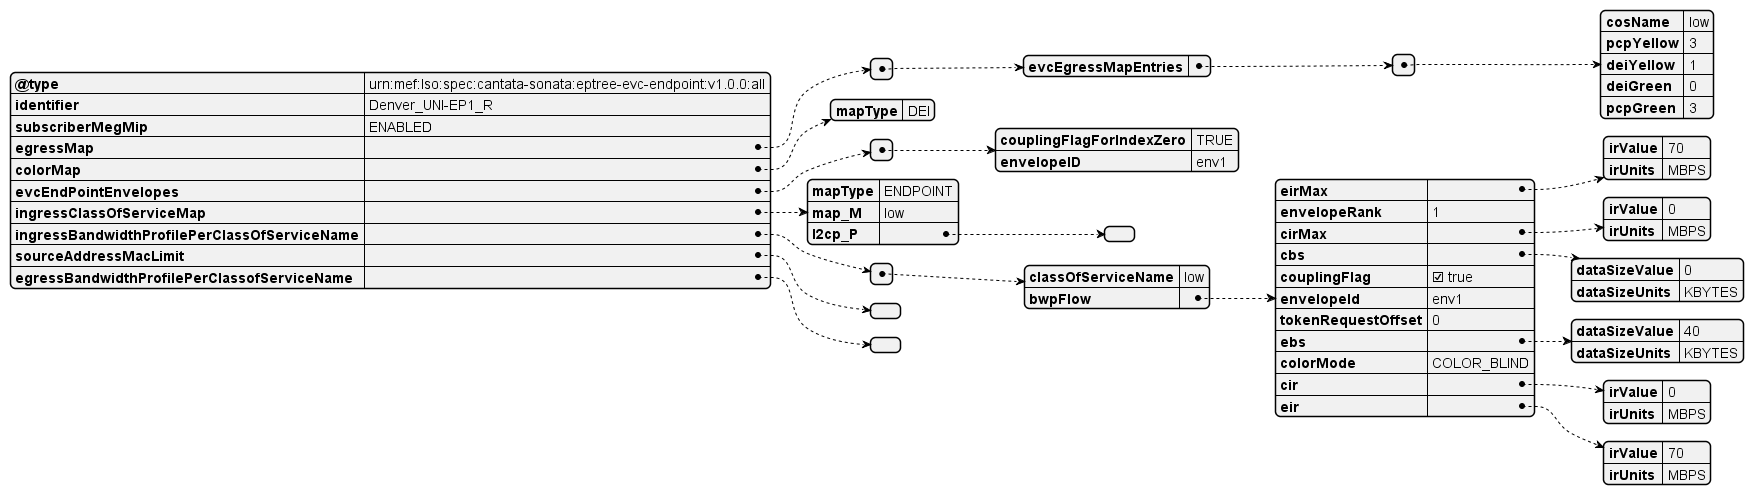 @type urn:mef:lso:spec:cantata-sonata:eptree-evc-endpoint:v1.0.0:all
identifier Denver_UNI-EP1_R
subscriberMegMip ENABLED
egressMap
colorMap
evcEndPointEnvelopes
ingressClassOfServiceMap
ingressBandwidthProfilePerClassOfServiceName
sourceAddressMacLimit
egressBandwidthProfilePerClassofServiceName
evcEgressMapEntries
cosName low
pcpYellow 3
deiYellow 1
deiGreen 0
pcpGreen 3
mapType DEI
couplingFlagForIndexZero TRUE
envelopeID env1
mapType ENDPOINT
map_M low
l2cp_P
classOfServiceName low
bwpFlow
eirMax
envelopeRank 1
cirMax
cbs
couplingFlag ☑ true
envelopeId env1
tokenRequestOffset 0
ebs
colorMode COLOR_BLIND
cir
eir
irValue 70
irUnits MBPS
irValue 0
irUnits MBPS
dataSizeValue 0
dataSizeUnits KBYTES
dataSizeValue 40
dataSizeUnits KBYTES
irValue 0
irUnits MBPS
irValue 70
irUnits MBPS